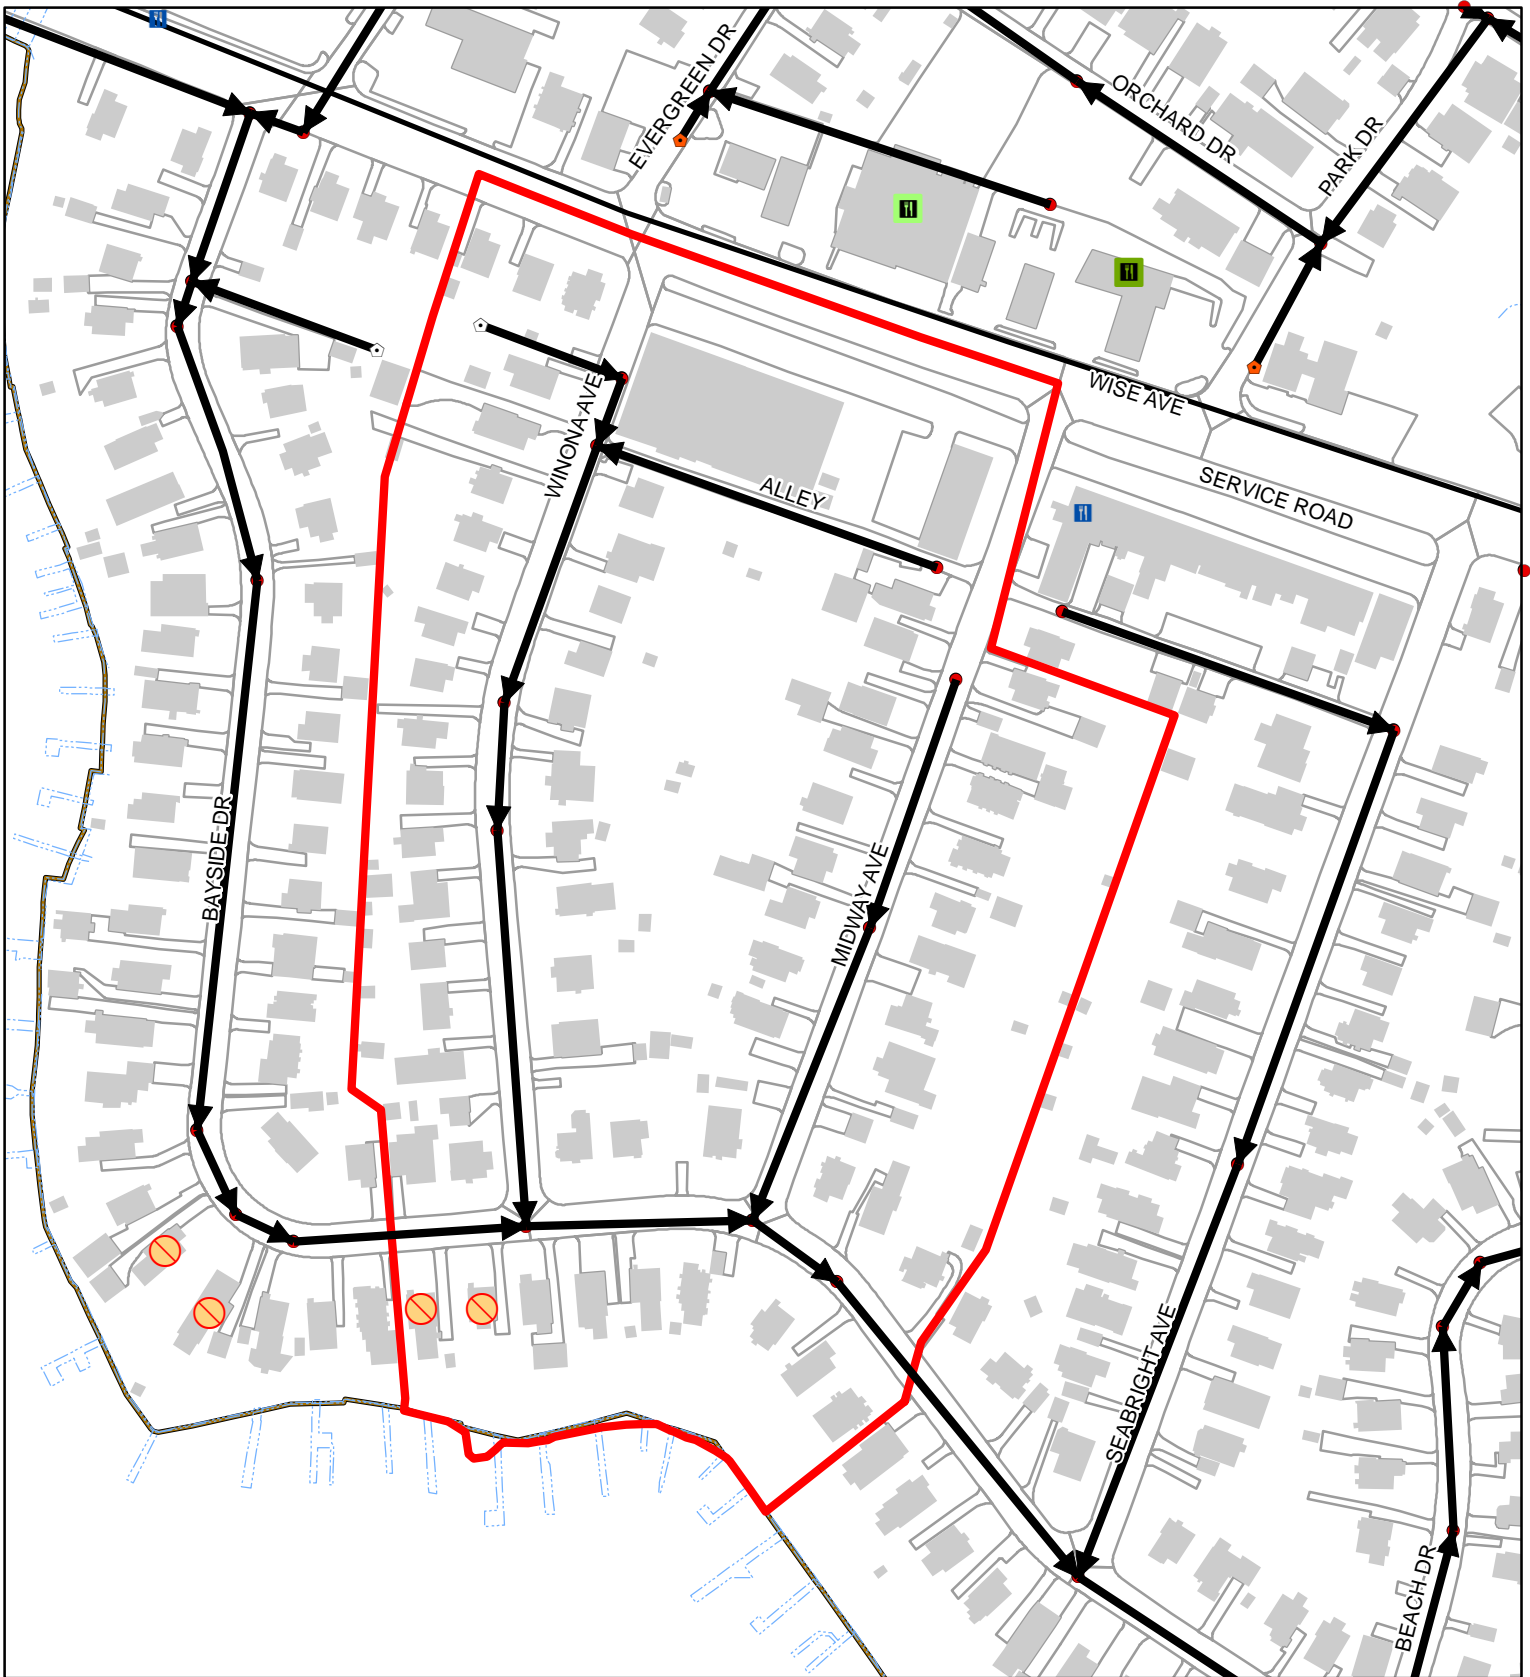 EVERGREEN DR
ORCHARD DR
PARK DR
WISE AVE
WINONA AVE
ALLEY
SERVICE ROAD
BAYSIDE DR
MIDWAY AVE
SEABRIGHT AVE
BEACH DR